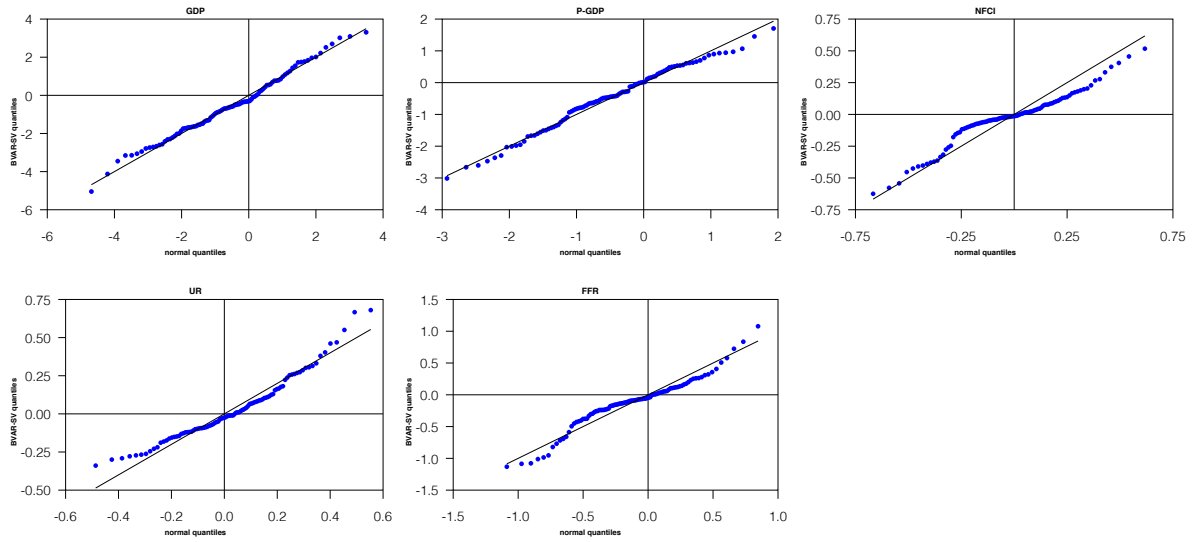 GDP
4
2
0
-2
-4
-6
-6 -4 -2 0 2 4
BVAR-SV quantiles
normal quantiles
P-GDP
2
1
0
-1
-2
-3
-4
-3 -2 -1 0 1 2
BVAR-SV quantiles
normal quantiles
NFCI
0.75
0.50
0.25
0.00
-0.25
-0.50
-0.75
-0.75 -0.25 0.25 0.75
BVAR-SV quantiles
normal quantiles
UR
0.75
0.50
0.25
0.00
-0.25
-0.50
-0.6 -0.4 -0.2 0.0 0.2 0.4 0.6
BVAR-SV quantiles
normal quantiles
FFR
1.5
1.0
0.5
0.0
-0.5
-1.0
-1.5
-1.5 -1.0 -0.5 0.0 0.5 1.0
BVAR-SV quantiles
normal quantiles